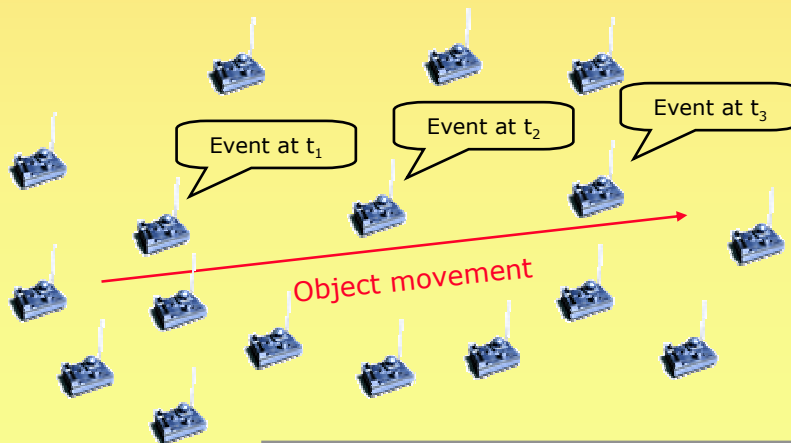 Event at t₁
Event at t₂
Event at t₃
Object movement